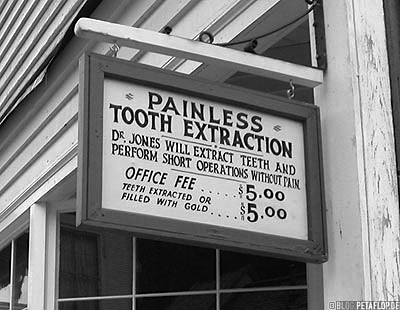 PAINLESS
TOOTH EXTRACTION
DR. JONES WILL EXTRACT TEETH AND
PERFORM SHORT OPERATIONS WITHOUT PAIN.
OFFICE FEE ..... $5.00
TEETH EXTRACTED OR
FILLED WITH GOLD .... $5.00
© BLOG.PETAFLOP.DE